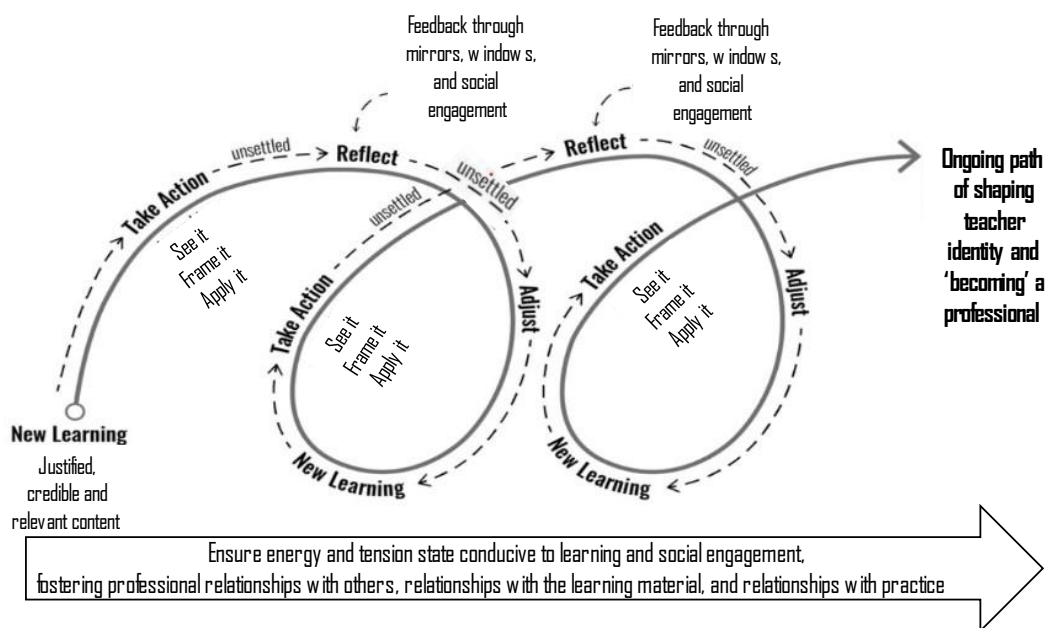 Feedback through
mirrors, w indow s,
and social
engagement
Feedback through
mirrors, w indow s,
and social
engagement
New Learning
Justified,
credible and
relevant content
Take Action
See it
Frame it
Apply it
unsettled
Reflect
unsettled
Adjust
New Learning
Take Action
See it
Frame it
Apply it
unsettled
Reflect
unsettled
Adjust
New Learning
Take Action
See it
Frame it
Apply it
Ongoing path
of shaping
teacher
identity and
‘becoming’ a
professional
Ensure energy and tension state conducive to learning and social engagement,
fostering professional relationships with others, relationships with the learning material, and relationships with practice